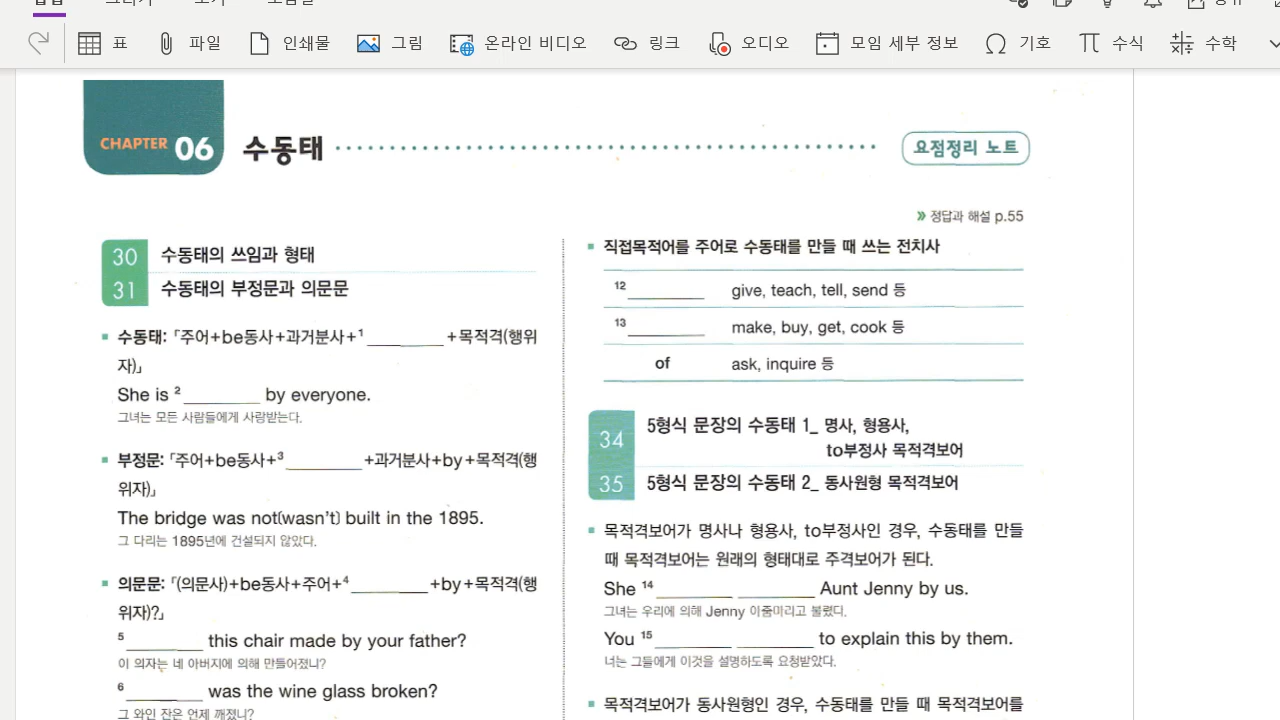 표 파일 인쇄물 그림 온라인 비디오 링크 오디오 모임 세부 정보 기호 수식 수학
CHAPTER 06 수동태 요점정리 노트
» 정답과 해설 p.55
30 수동태의 쓰임과 형태
31 수동태의 부정문과 의문문
▪ 수동태: 「주어+be동사+과거분사+¹ ________ +목적격(행위
자)」
She is ² ________ by everyone.
그녀는 모든 사람들에게 사랑받는다.
▪ 부정문: 「주어+be동사+³ ________ +과거분사+by+목적격(행
위자)」
The bridge was not(wasn't) built in the 1895.
그 다리는 1895년에 건설되지 않았다.
▪ 의문문: 「(의문사)+be동사+주어+⁴ ________ +by+목적격(행
위자)?」
⁵ ________ this chair made by your father?
이 의자는 네 아버지에 의해 만들어졌니?
⁶ ________ was the wine glass broken?
그 와인 잔은 언제 깨졌니?
▪ 직접목적어를 주어로 수동태를 만들 때 쓰는 전치사
¹² ________ give, teach, tell, send 등
¹³ ________ make, buy, get, cook 등
of ask, inquire 등
34 5형식 문장의 수동태 1_ 명사, 형용사,
to부정사 목적격보어
35 5형식 문장의 수동태 2_ 동사원형 목적격보어
▪ 목적격보어가 명사나 형용사, to부정사인 경우, 수동태를 만들
때 목적격보어는 원래의 형태대로 주격보어가 된다.
She ¹⁴ ________ ________ Aunt Jenny by us.
그녀는 우리에 의해 Jenny 이줌마리고 불렸다.
You ¹⁵ ________ ________ to explain this by them.
너는 그들에게 이것을 설명하도록 요청받았다.
▪ 목적격보어가 동사원형인 경우, 수동태를 만들 때 목적격보어를